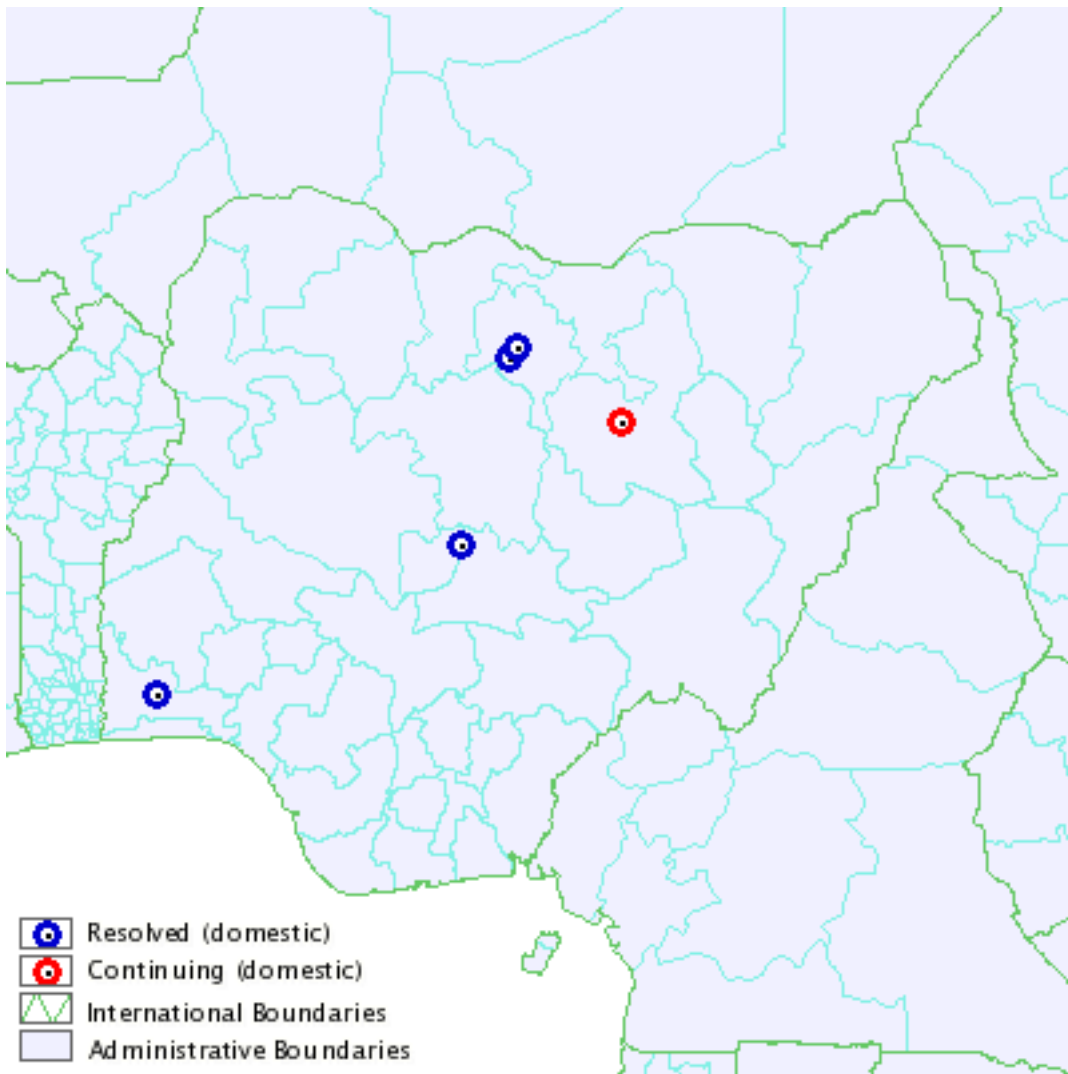 Resolved (domestic)
Continuing (domestic)
International Boundaries
Administrative Boundaries